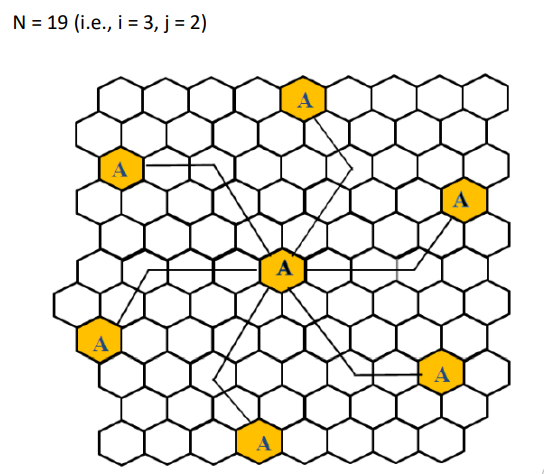 N = 19 (i.e., i = 3, j = 2)
A
A
A
A
A
A
A